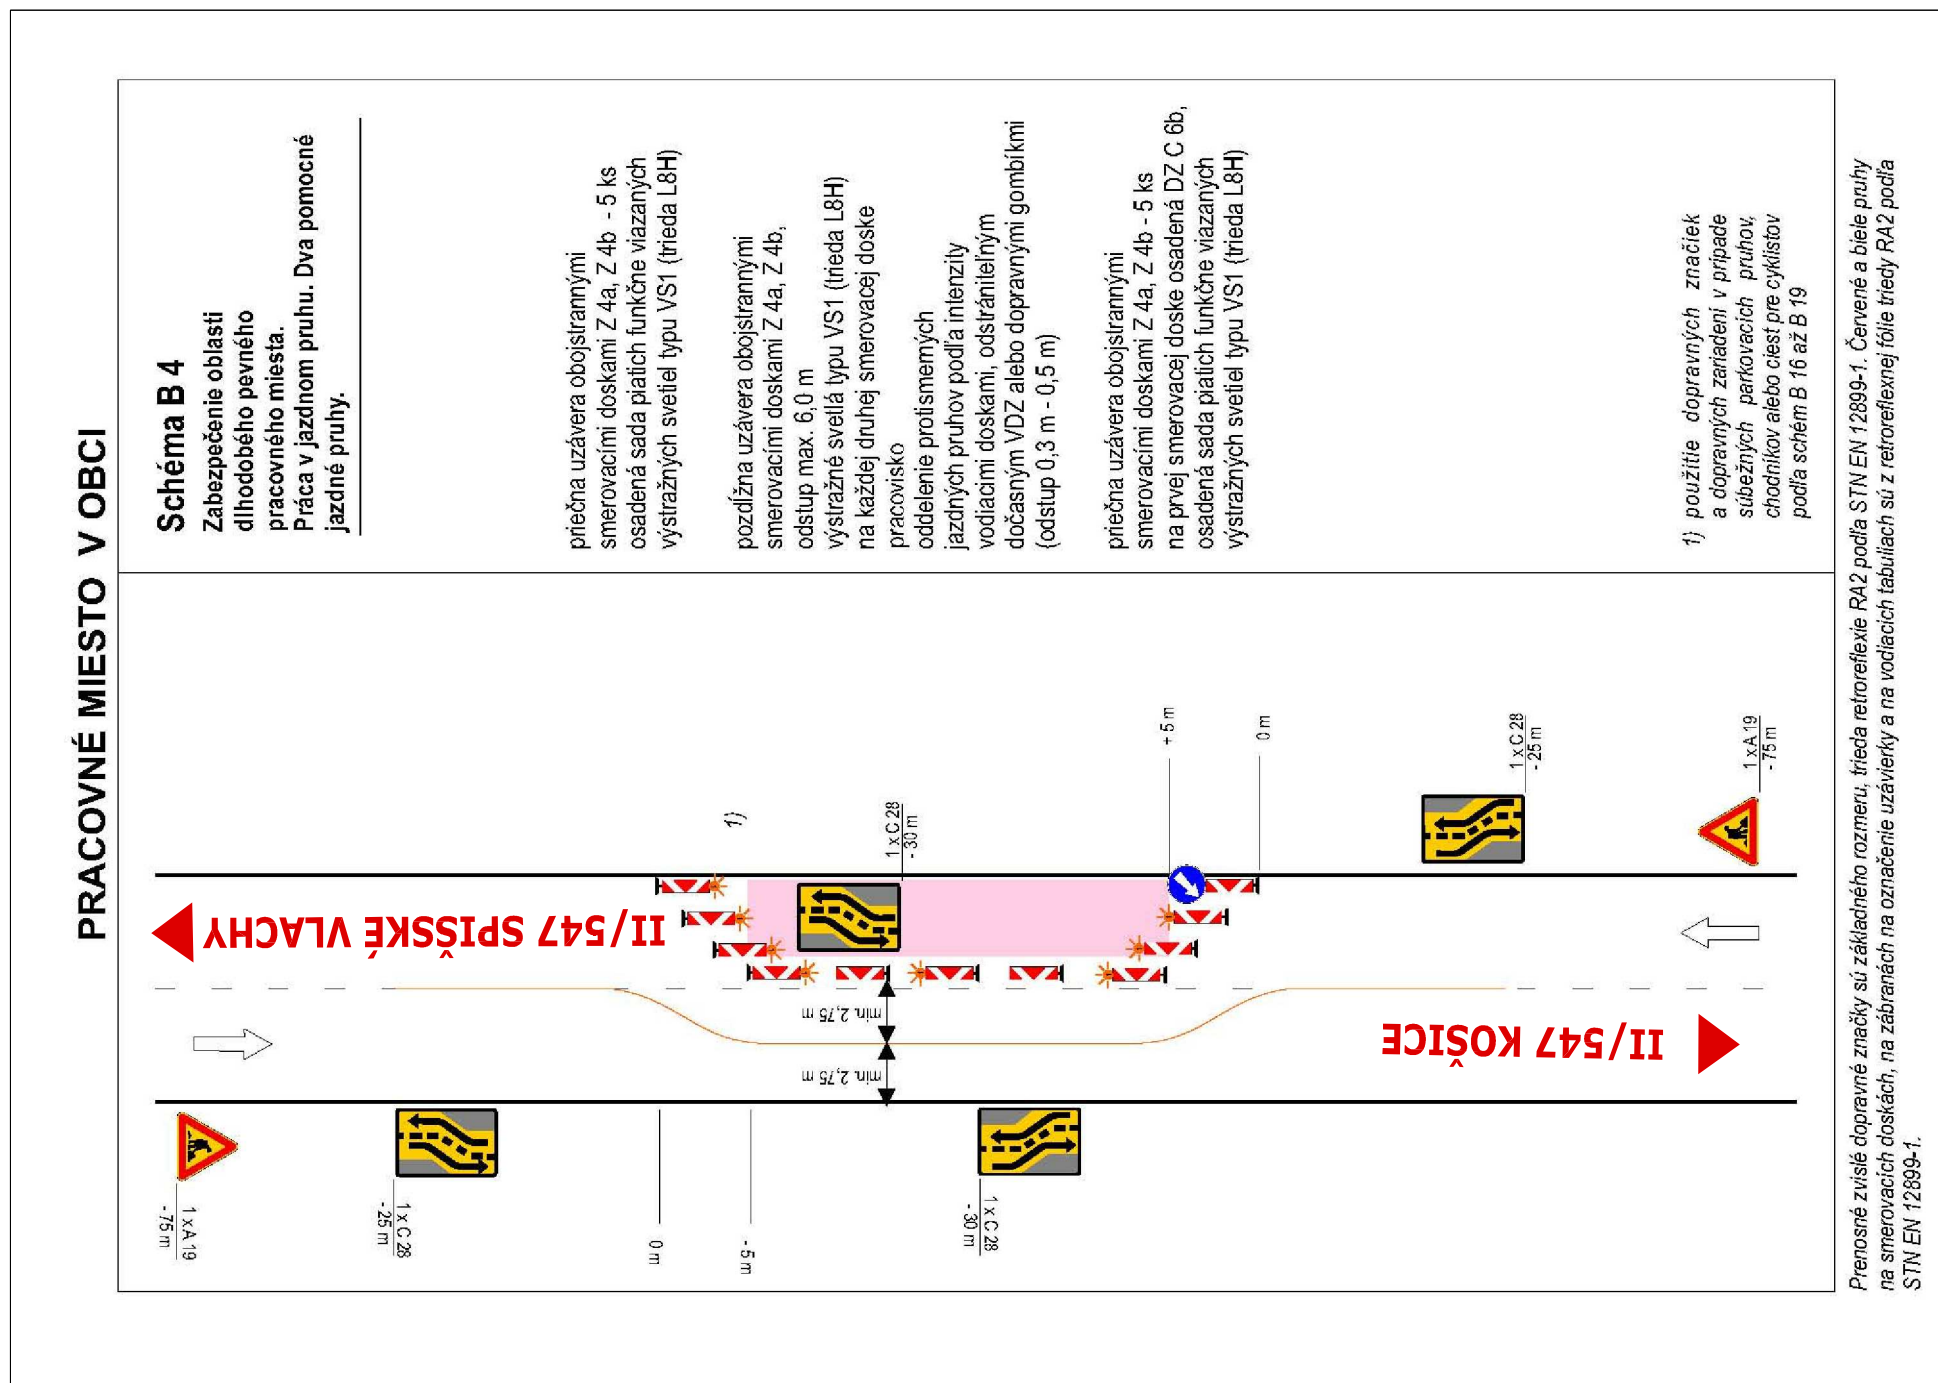 PRACOVNÉ MIESTO V OBCI
Schéma B 4
Zabezpečenie oblasti
dlhodobého pevného
pracovného miesta.
Práca v jazdnom pruhu. Dva pomocné
jazdné pruhy.
priečna uzávera obojstrannými
smerovacími doskami Z 4a, Z 4b - 5 ks
osadená sada piatich funkčne viazaných
výstražných svetiel typu VS1 (trieda L8H)
pozdĺžna uzávera obojstrannými
smerovacími doskami Z 4a, Z 4b,
odstup max. 6,0 m
výstražné svetlá typu VS1 (trieda L8H)
na každej druhej smerovacej doske
pracovisko
oddelenie protismerných
jazdných pruhov podľa intenzity
vodiacimi doskami, odstrániteľným
dočasným VDZ alebo dopravnými gombíkmi
(odstup 0,3 m - 0,5 m)
priečna uzávera obojstrannými
smerovacími doskami Z 4a, Z 4b - 5 ks
na prvej smerovacej doske osadená DZ C 6b,
osadená sada piatich funkčne viazaných
výstražných svetiel typu VS1 (trieda L8H)
1) použitie dopravných značiek
a dopravných zariadení v prípade
súbežných parkovacích pruhov,
chodníkov alebo ciest pre cyklistov
podľa schém B 16 až B 19
1)
1 x C 28
- 30 m
+ 5 m
0 m
1 x C 28
- 25 m
1 x A 19
- 75 m
II/547 SPIŠSKÉ VLACHY
min. 2,75 m
min. 2,75 m
II/547 KOŠICE
1 x A 19
- 75 m
1 x C 28
- 25 m
0 m
- 5 m
1 x C 28
- 30 m
Prenosné zvislé dopravné značky sú základného rozmeru, trieda retroreflexie RA2 podľa STN EN 12899-1. Červené a biele pruhy
na smerovacích doskách, na zábranách na označenie uzávierky a na vodiacich tabuliach sú z retroreflexnej fólie triedy RA2 podľa
STN EN 12899-1.